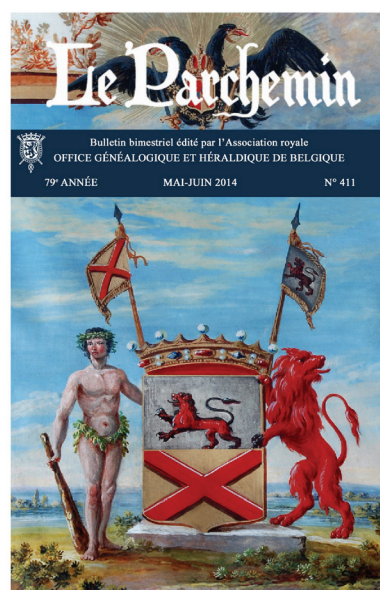 Le Parchemin
Bulletin bimestriel édité par l'Association royale
OFFICE GÉNÉALOGIQUE ET HÉRALDIQUE DE BELGIQUE
79e ANNÉE MAI-JUIN 2014 N° 411